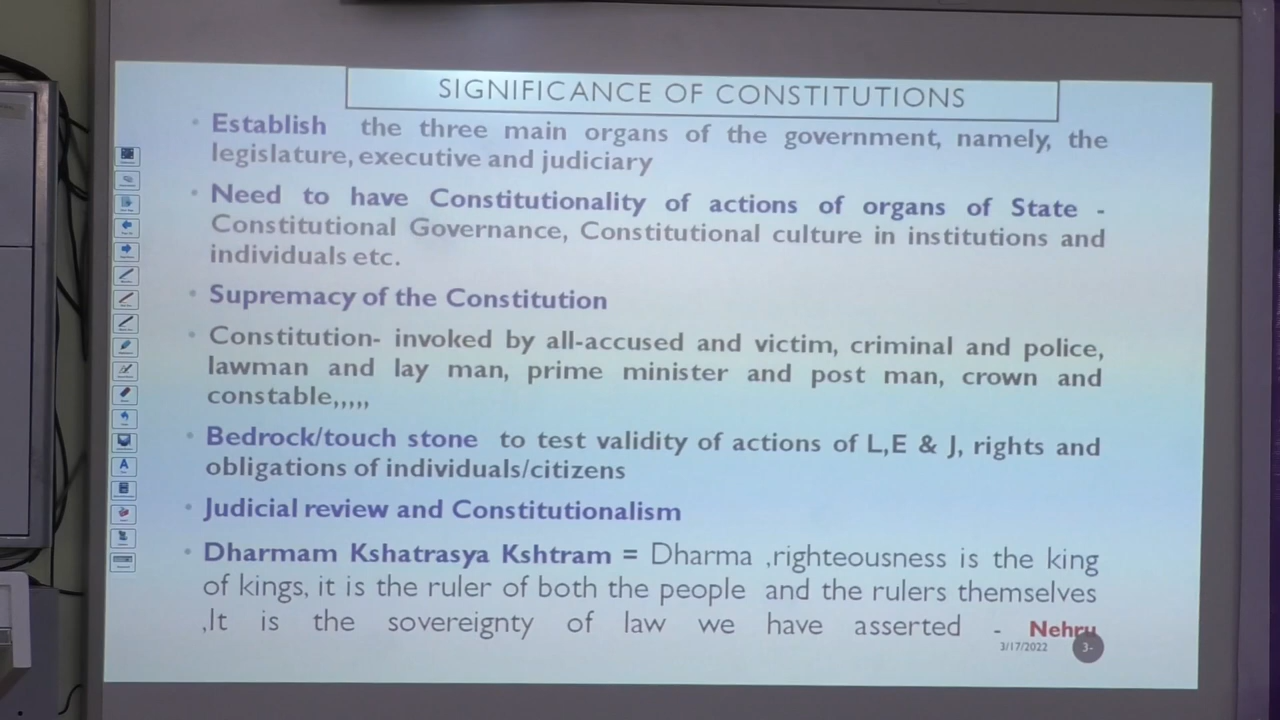 SIGNIFICANCE OF CONSTITUTIONS
• Establish the three main organs of the government, namely, the
legislature, executive and judiciary
• Need to have Constitutionality of actions of organs of State -
Constitutional Governance, Constitutional culture in institutions and
individuals etc.
• Supremacy of the Constitution
• Constitution- invoked by all-accused and victim, criminal and police,
lawman and lay man, prime minister and post man, crown and
constable,,,,,
• Bedrock/touch stone to test validity of actions of L,E & J, rights and
obligations of individuals/citizens
• Judicial review and Constitutionalism
• Dharmam Kshatrasya Kshtram = Dharma ,righteousness is the king
of kings, it is the ruler of both the people and the rulers themselves
,It is the sovereignty of law we have asserted - Nehru
3/17/2022
3-
A